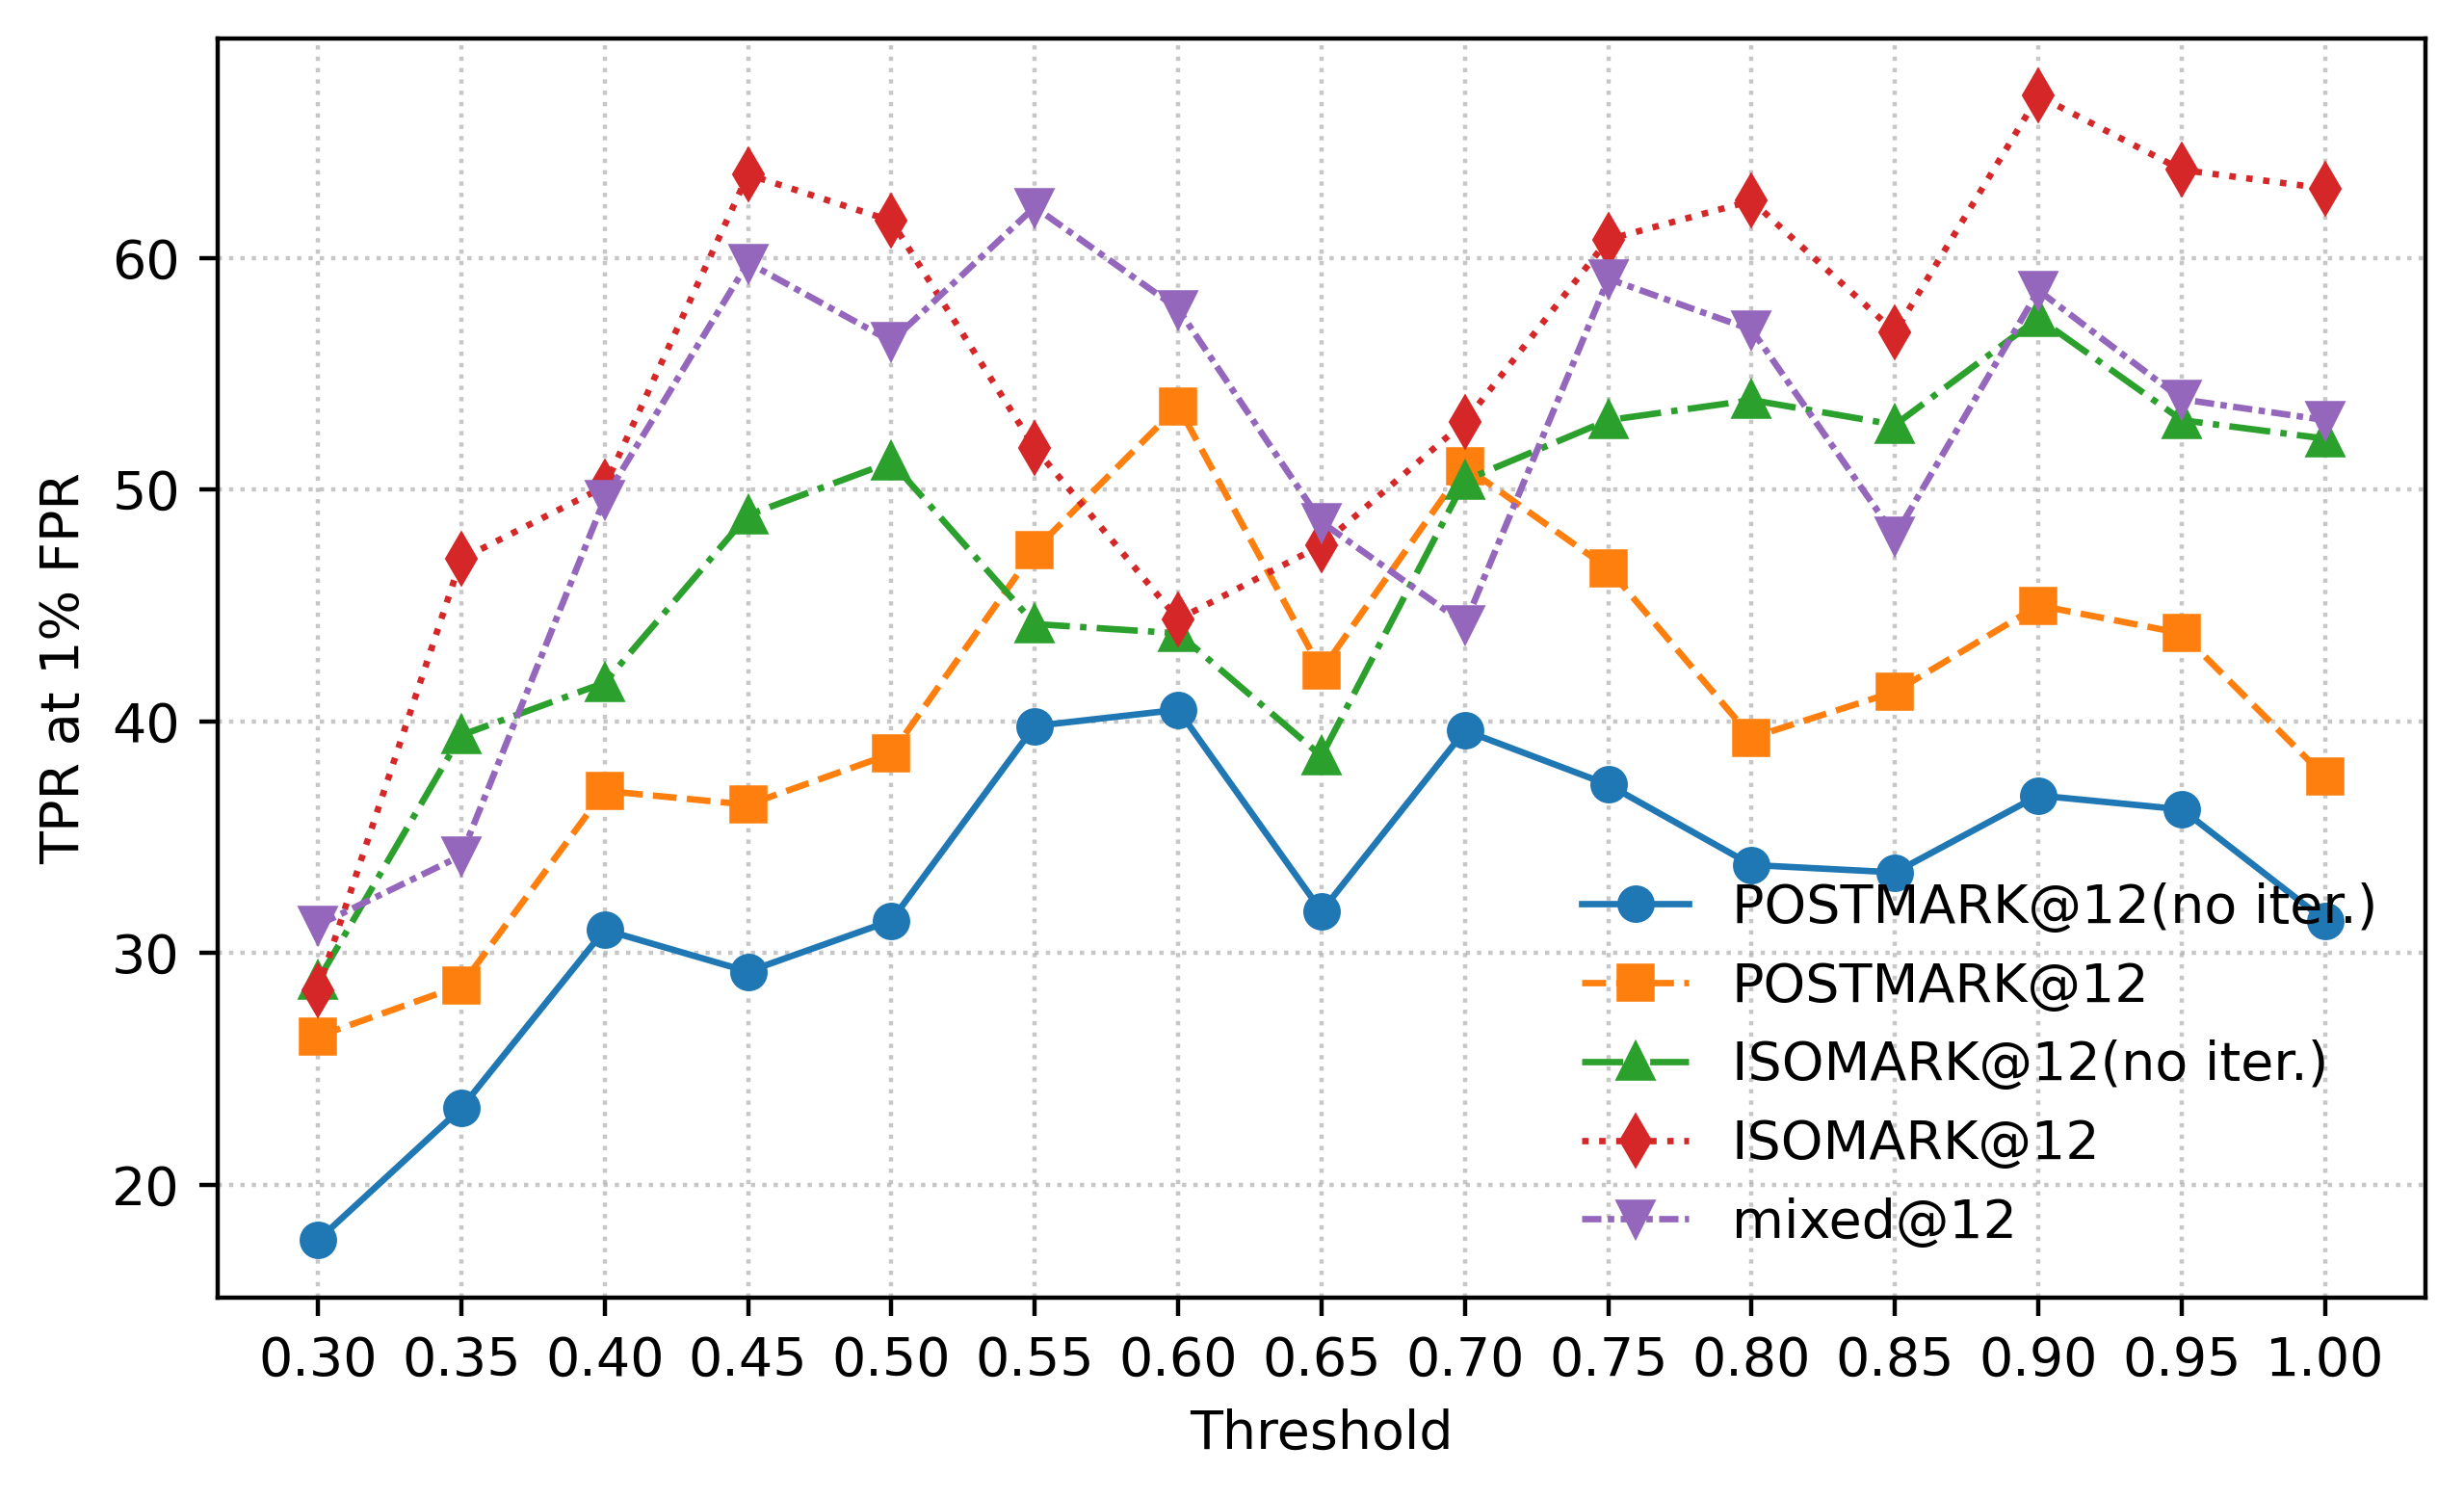 TPR at 1% FPR
60
50
40
30
20
POSTMARK@12(no iter.)
POSTMARK@12
ISOMARK@12(no iter.)
ISOMARK@12
mixed@12
0.30 0.35 0.40 0.45 0.50 0.55 0.60 0.65 0.70 0.75 0.80 0.85 0.90 0.95 1.00
Threshold